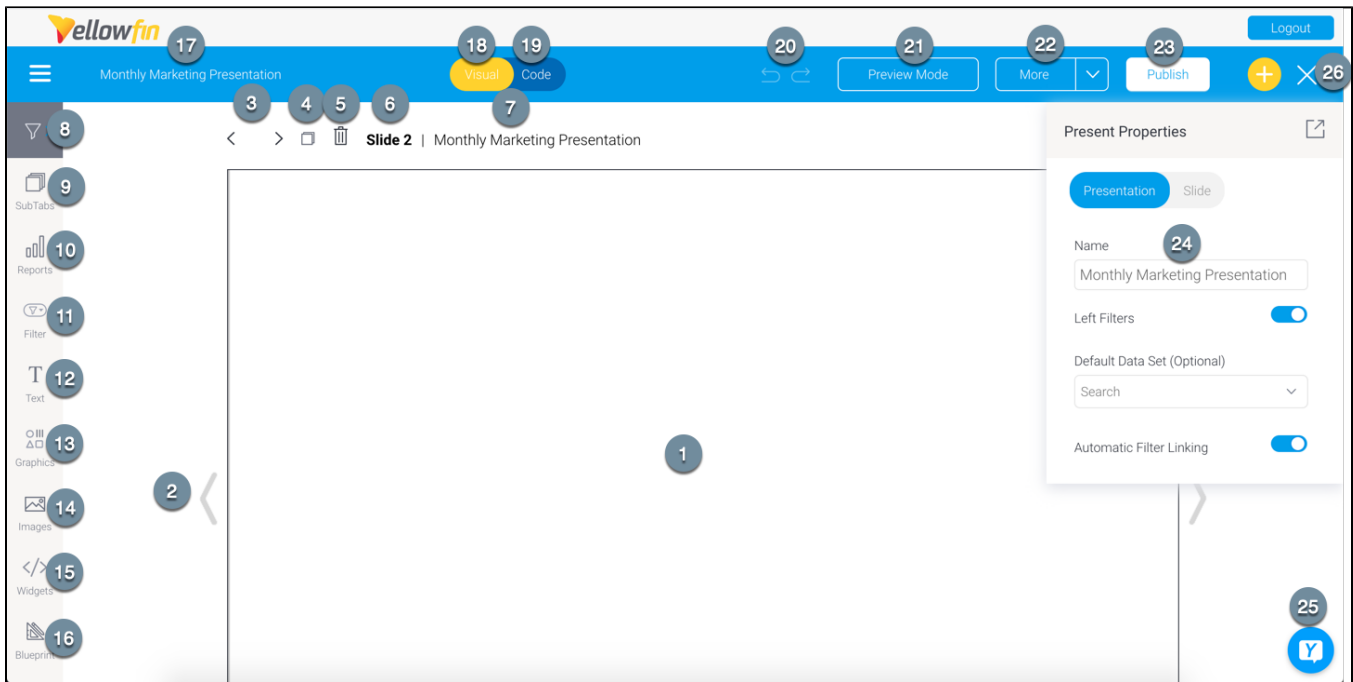 Yellowfin
Logout
17 18 19 20 21 22 23
Monthly Marketing Presentation Visual Code Preview Mode More Publish 26
3 4 5 6 7
8 Slide 2 | Monthly Marketing Presentation
Present Properties
9
SubTabs
Presentation Slide
10
Reports
Name 24
Monthly Marketing Presentation
11
Filter
Left Filters
12
Text
Default Data Set (Optional)
Search
13
Graphics
1
Automatic Filter Linking
2
14
Images
15
Widgets
16
Blueprint
25
Y